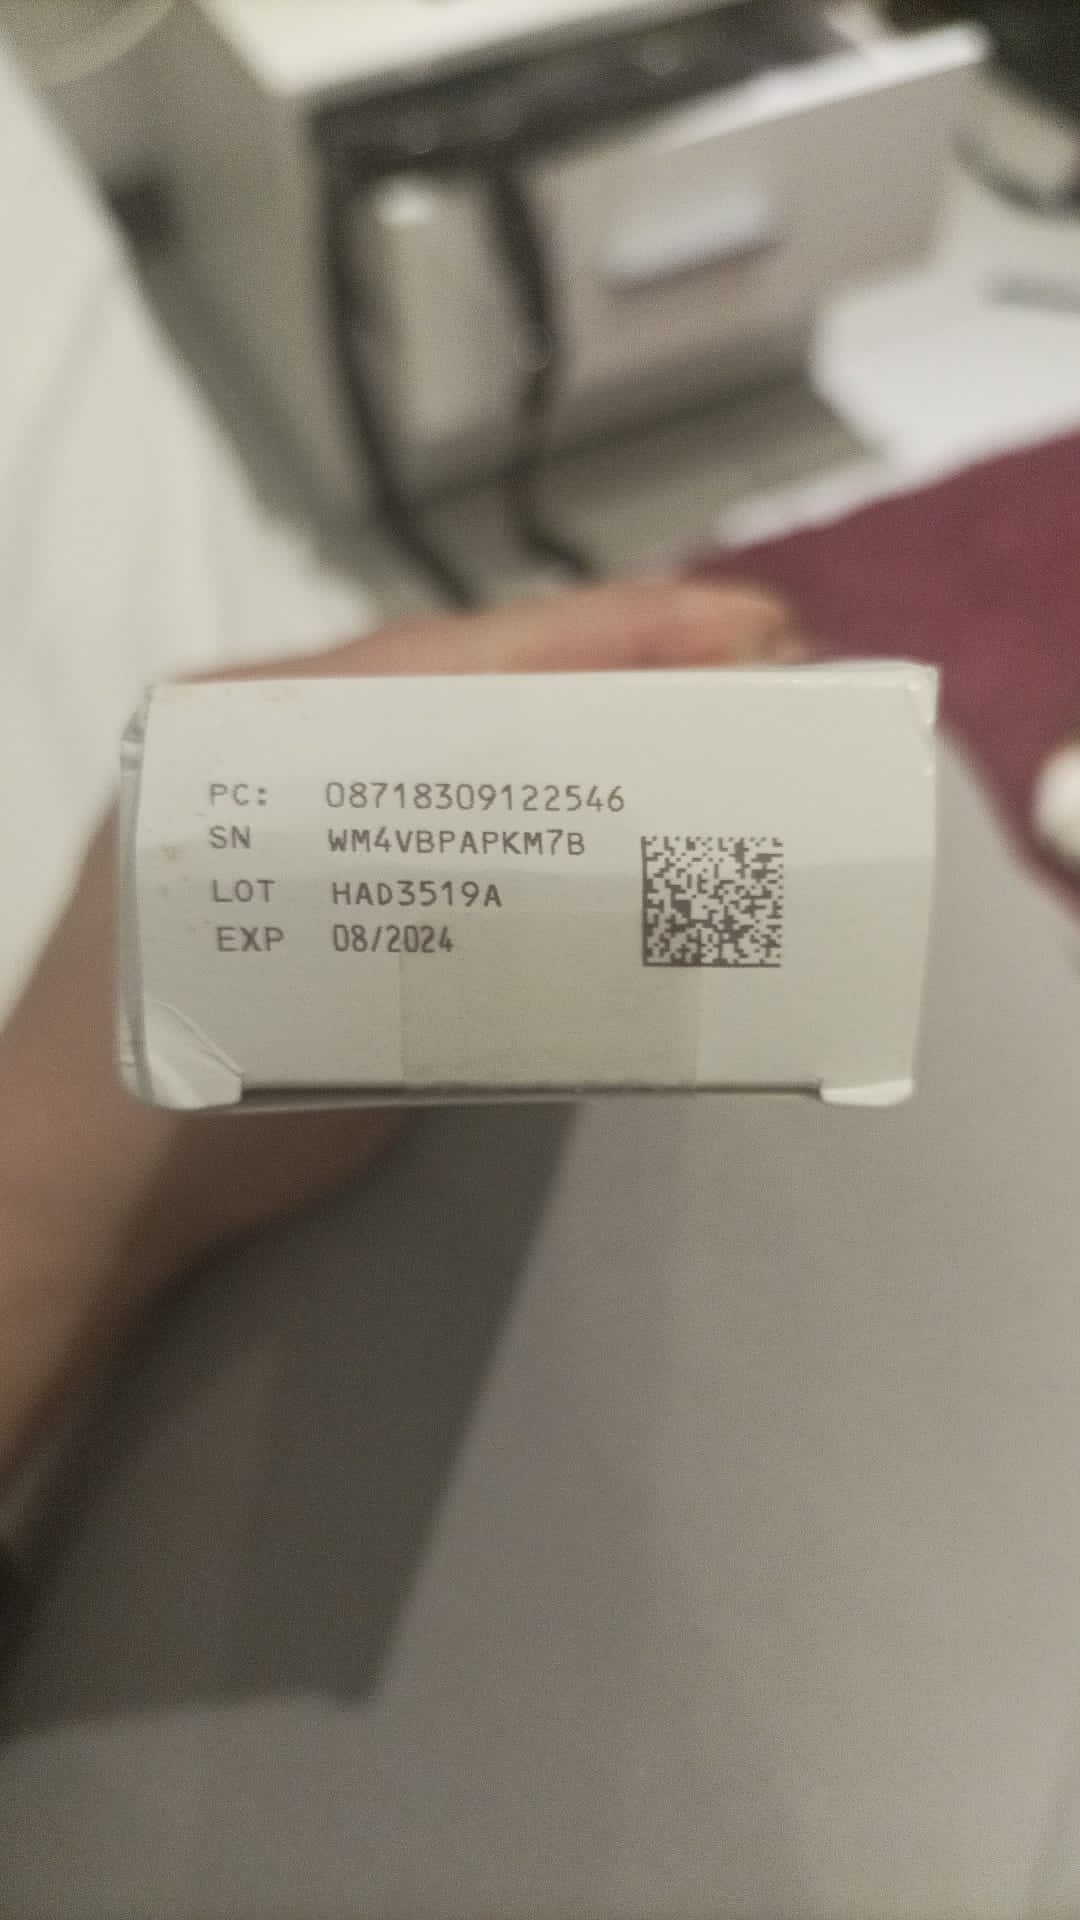 PC: 08718309122546
SN WM4VBPAPKM7B
LOT HAD3519A
EXP 08/2024